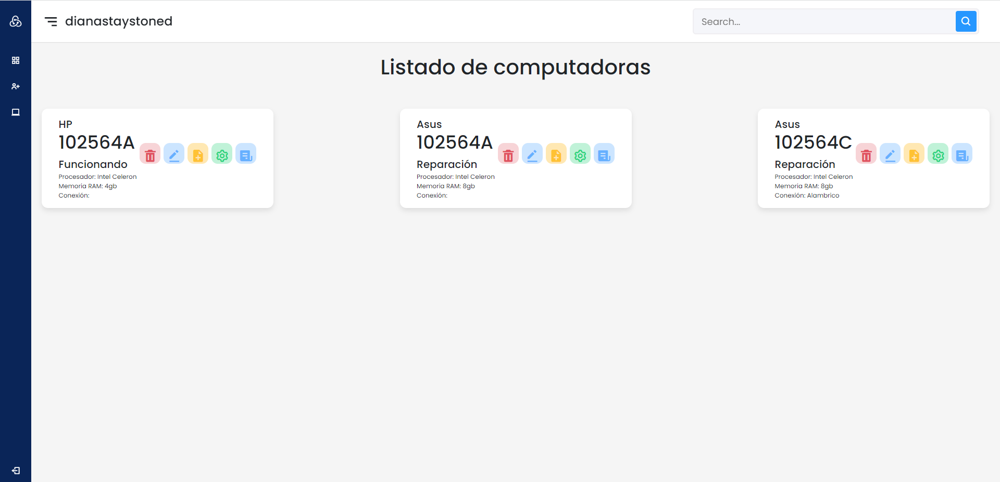 dianastaystoned
Search...
Listado de computadoras
HP
102564A
Funcionando
Procesador: Intel Celeron
Memoria RAM: 4gb
Conexión:
Asus
102564A
Reparación
Procesador: Intel Celeron
Memoria RAM: 8gb
Conexión:
Asus
102564C
Reparación
Procesador: Intel Celeron
Memoria RAM: 8gb
Conexión: Alambrico